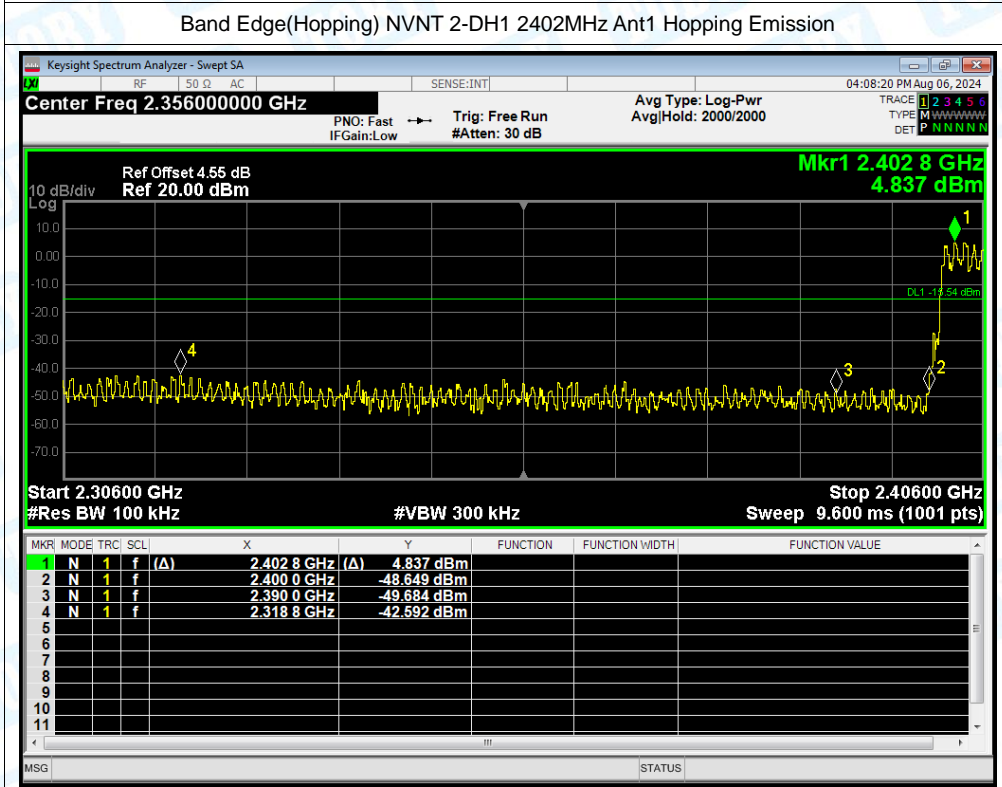 Band Edge(Hopping) NVNT 2-DH1 2402MHz Ant1 Hopping Emission
Keysight Spectrum Analyzer - Swept SA
LXI RF 50 Ω AC SENSE:INT 04:08:20 PM Aug 06, 2024
Center Freq 2.356000000 GHz
PNO: Fast
IFGain:Low
Trig: Free Run
#Atten: 30 dB
Avg Type: Log-Pwr
Avg|Hold: 2000/2000
TRACE 1 2 3 4 5 6
TYPE M WWWWW
DET P N N N N N
Ref Offset 4.55 dB
Ref 20.00 dBm
10 dB/div
Log
Mkr1 2.402 8 GHz
4.837 dBm
10.0
0.00
-10.0
-20.0
-30.0
-40.0
-50.0
-60.0
-70.0
1
DL1 -15.54 dBm
4
3
2
Start 2.30600 GHz
Stop 2.40600 GHz
#Res BW 100 kHz
#VBW 300 kHz
Sweep 9.600 ms (1001 pts)
MKR MODE TRC SCL X Y FUNCTION FUNCTION WIDTH FUNCTION VALUE
1 N 1 f (Δ) 2.402 8 GHz (Δ) 4.837 dBm
2 N 1 f 2.400 0 GHz -48.649 dBm
3 N 1 f 2.390 0 GHz -49.684 dBm
4 N 1 f 2.318 8 GHz -42.592 dBm
5
6
7
8
9
10
11
MSG
STATUS